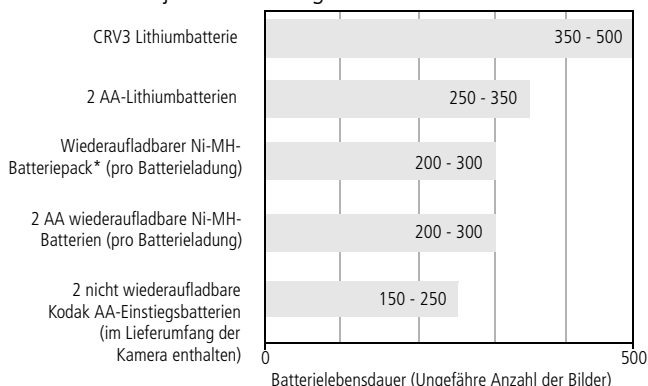 CRV3 Lithiumbatterie
350 - 500
2 AA-Lithiumbatterien
250 - 350
Wiederaufladbarer Ni-MH-
Batteriepack* (pro Batterieladung)
200 - 300
2 AA wiederaufladbare Ni-MH-
Batterien (pro Batterieladung)
200 - 300
2 nicht wiederaufladbare
Kodak AA-Einstiegsbatterien
(im Lieferumfang der
Kamera enthalten)
150 - 250
0
500
Batterielebensdauer (Ungefähre Anzahl der Bilder)